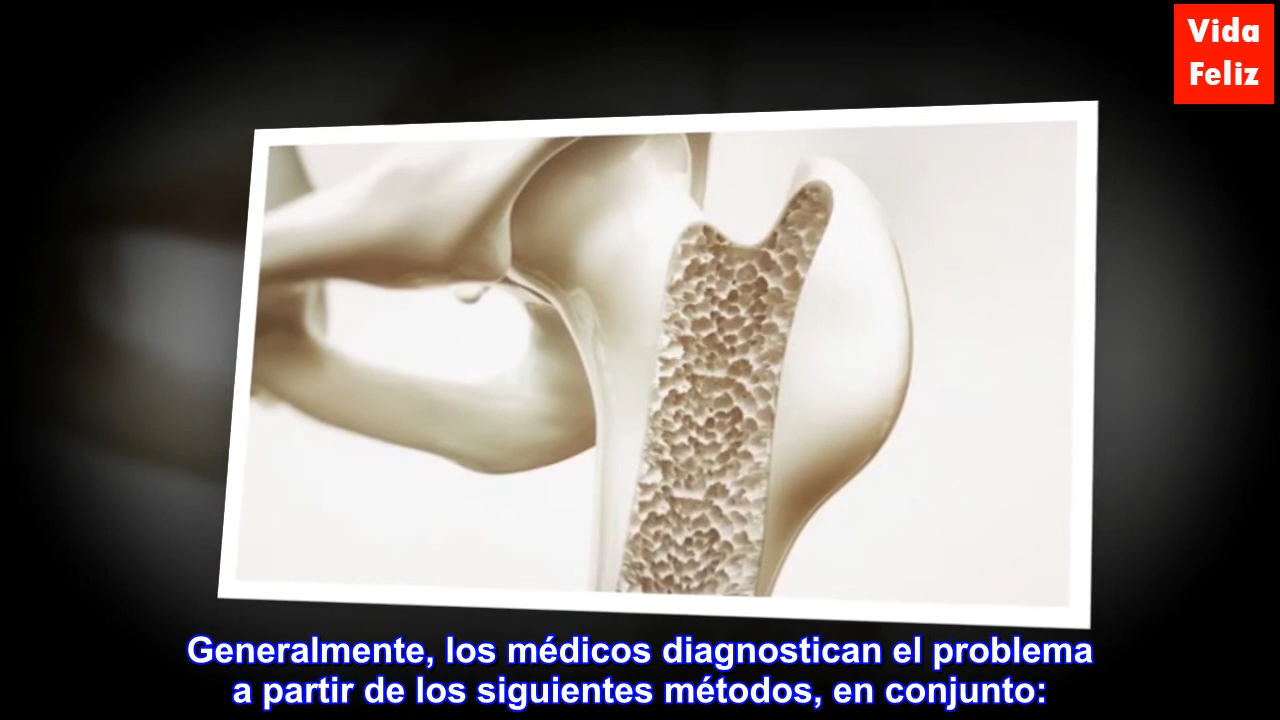 Vida
Feliz
Generalmente, los médicos diagnostican el problema
a partir de los siguientes métodos, en conjunto: